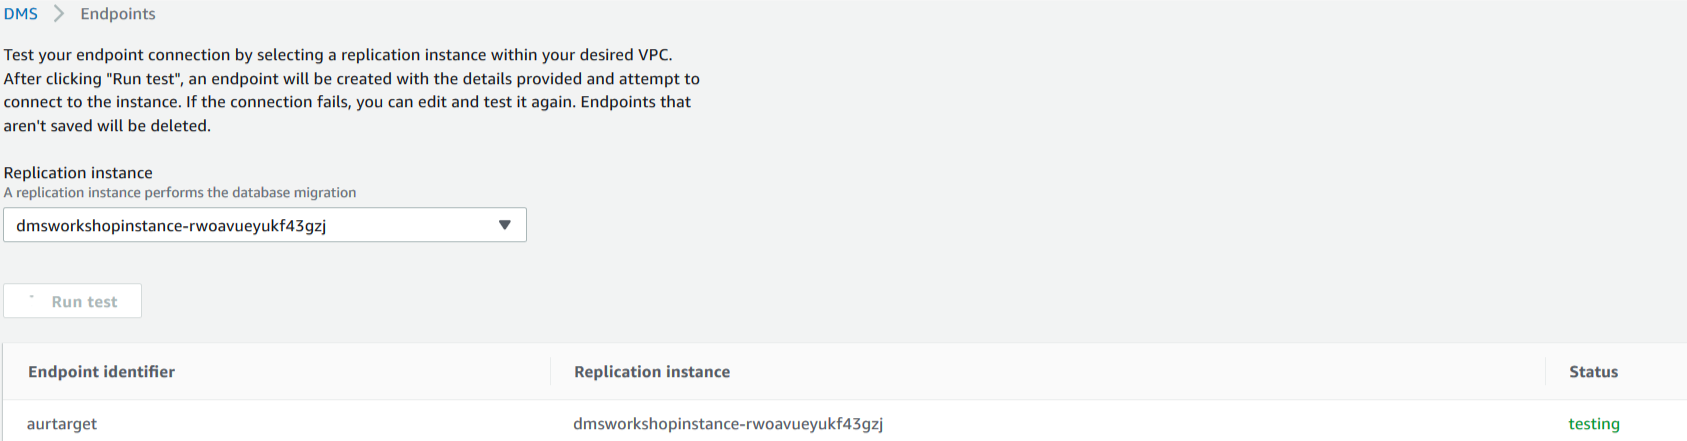 DMS Endpoints
Test your endpoint connection by selecting a replication instance within your desired VPC.
After clicking "Run test", an endpoint will be created with the details provided and attempt to
connect to the instance. If the connection fails, you can edit and test it again. Endpoints that
aren't saved will be deleted.
Replication instance
A replication instance performs the database migration
dmsworkshopinstance-rwoavueyukf43gzj
Run test
Endpoint identifier Replication instance Status
aurtarget dmsworkshopinstance-rwoavueyukf43gzj testing